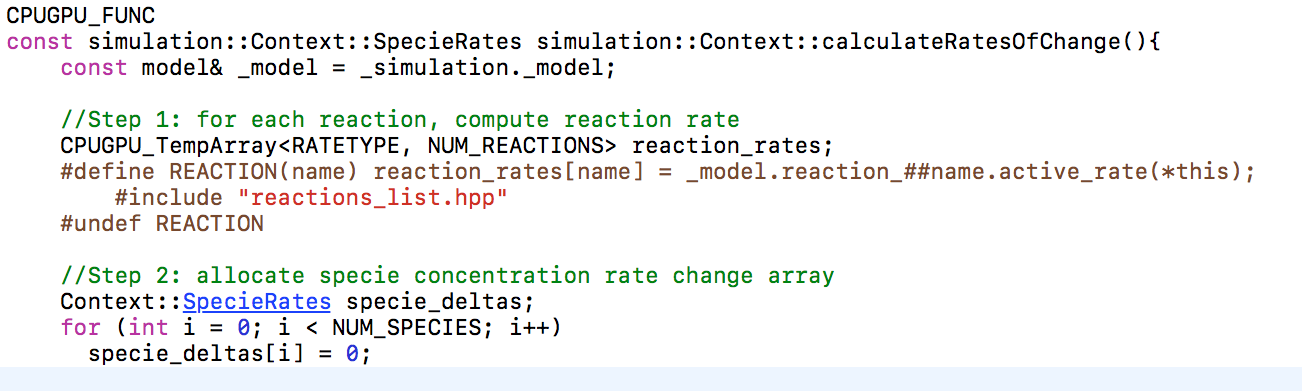 CPUGPU_FUNC
const simulation::Context::SpecieRates simulation::Context::calculateRatesOfChange(){
    const model& _model = _simulation._model;

    //Step 1: for each reaction, compute reaction rate
    CPUGPU_TempArray<RATETYPE, NUM_REACTIONS> reaction_rates;
    #define REACTION(name) reaction_rates[name] = _model.reaction_##name.active_rate(*this);
        #include "reactions_list.hpp"
    #undef REACTION

    //Step 2: allocate specie concentration rate change array
    Context::SpecieRates specie_deltas;
    for (int i = 0; i < NUM_SPECIES; i++)
      specie_deltas[i] = 0;